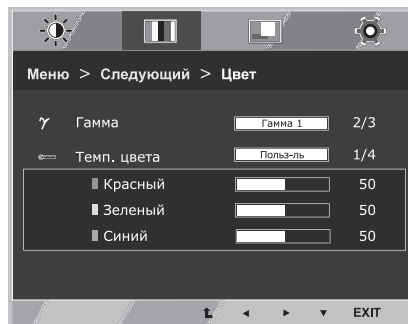 Меню > Следующий > Цвет
γ Гамма Гамма 1 2/3
Темп. цвета Польз-ль 1/4
Красный 50
Зеленый 50
Синий 50
EXIT